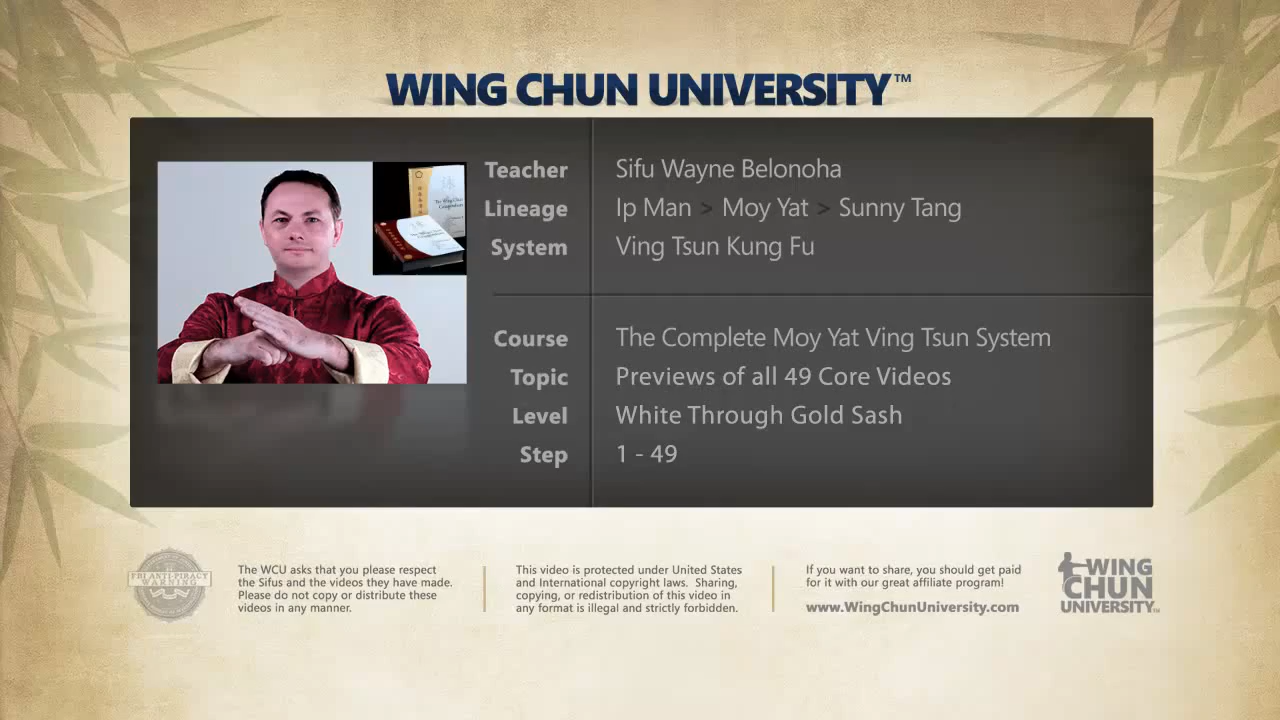 WING CHUN UNIVERSITY™
Teacher Sifu Wayne Belonoha
Lineage Ip Man > Moy Yat > Sunny Tang
System Ving Tsun Kung Fu
Course The Complete Moy Yat Ving Tsun System
Topic Previews of all 49 Core Videos
Level White Through Gold Sash
Step 1 - 49
FBI ANTI-PIRACY
WARNING
The WCU asks that you please respect
the Sifus and the videos they have made.
Please do not copy or distribute these
videos in any manner.
This video is protected under United States
and International copyright laws. Sharing,
copying, or redistribution of this video in
any format is illegal and strictly forbidden.
If you want to share, you should get paid
for it with our great affiliate program!
www.WingChunUniversity.com
WING
CHUN
UNIVERSITY™